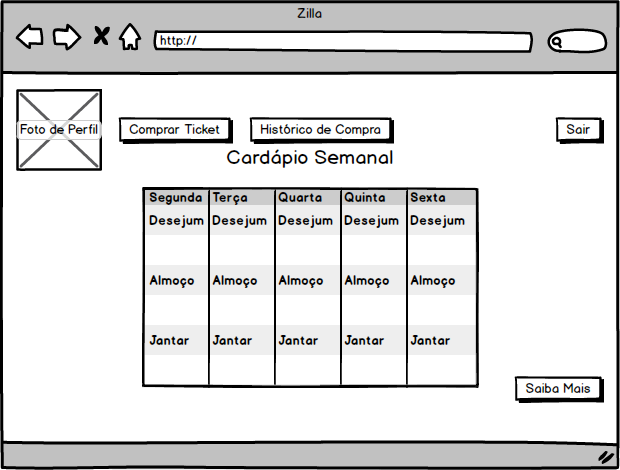 Zilla
http://
Foto de Perfil
Comprar Ticket
Histórico de Compra
Sair
Cardápio Semanal
Segunda Terça Quarta Quinta Sexta
Desejum Desejum Desejum Desejum Desejum
Almoço Almoço Almoço Almoço Almoço
Jantar Jantar Jantar Jantar Jantar
Saiba Mais